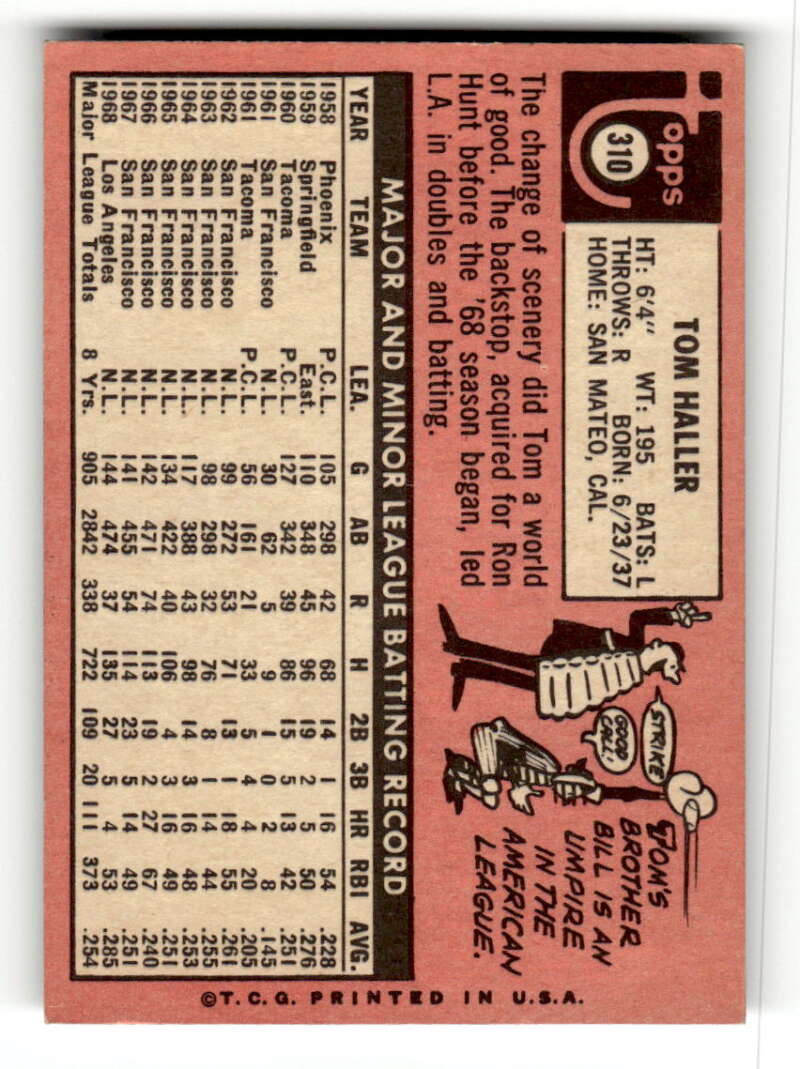 topps
310
TOM HALLER
HT: 6'4" WT: 195 BATS: L
THROWS: R BORN: 6/23/37
HOME: SAN MATEO, CAL.
The change of scenery did Tom a world
of good. The backstop, acquired for Ron
Hunt before the '68 season began, led
L.A. in doubles and batting.
STRIKE
GOOD
CALL!
TOM'S
BROTHER
BILL IS AN
UMPIRE
IN THE
AMERICAN
LEAGUE.
MAJOR AND MINOR LEAGUE BATTING RECORD
YEAR TEAM LEA. G AB R H 2B 3B HR RBI AVG.
1958 Phoenix P.C.L. 105 298 42 68 14 1 16 54 .228
1959 Springfield East. 110 348 45 96 19 2 5 50 .276
1960 Tacoma P.C.L. 127 342 39 86 15 5 13 42 .251
1961 San Francisco N.L. 30 62 5 9 1 0 2 8 .145
1961 Tacoma P.C.L. 56 161 21 33 5 4 4 20 .205
1962 San Francisco N.L. 99 272 53 71 13 1 18 55 .261
1963 San Francisco N.L. 98 298 32 76 8 1 14 44 .255
1964 San Francisco N.L. 117 388 43 98 14 3 16 48 .253
1965 San Francisco N.L. 134 422 40 106 4 3 16 49 .251
1966 San Francisco N.L. 142 471 74 113 19 2 27 67 .240
1967 San Francisco N.L. 141 455 54 114 23 5 14 49 .251
1968 Los Angeles N.L. 144 474 37 135 27 5 4 53 .285
Major League Totals 8 Yrs. 905 2842 338 722 109 20 111 373 .254
©T.C.G. PRINTED IN U.S.A.